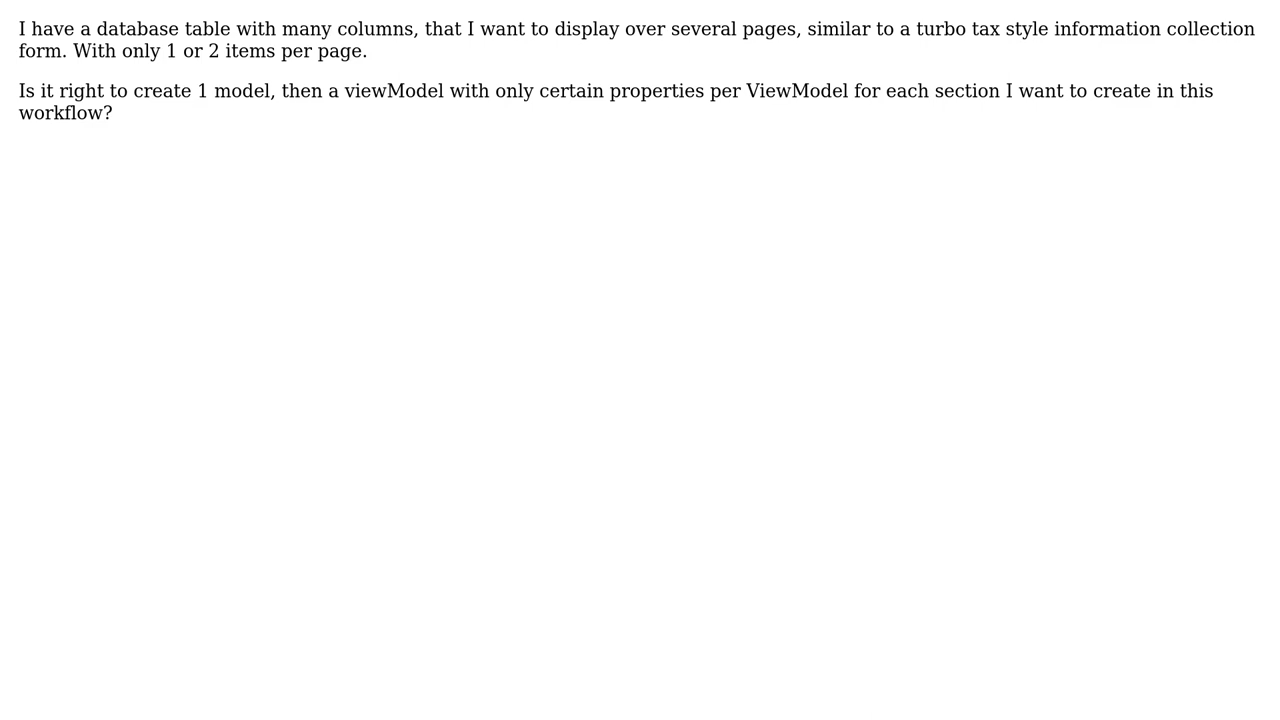 I have a database table with many columns, that I want to display over several pages, similar to a turbo tax style information collection
form. With only 1 or 2 items per page.
Is it right to create 1 model, then a viewModel with only certain properties per ViewModel for each section I want to create in this
workflow?